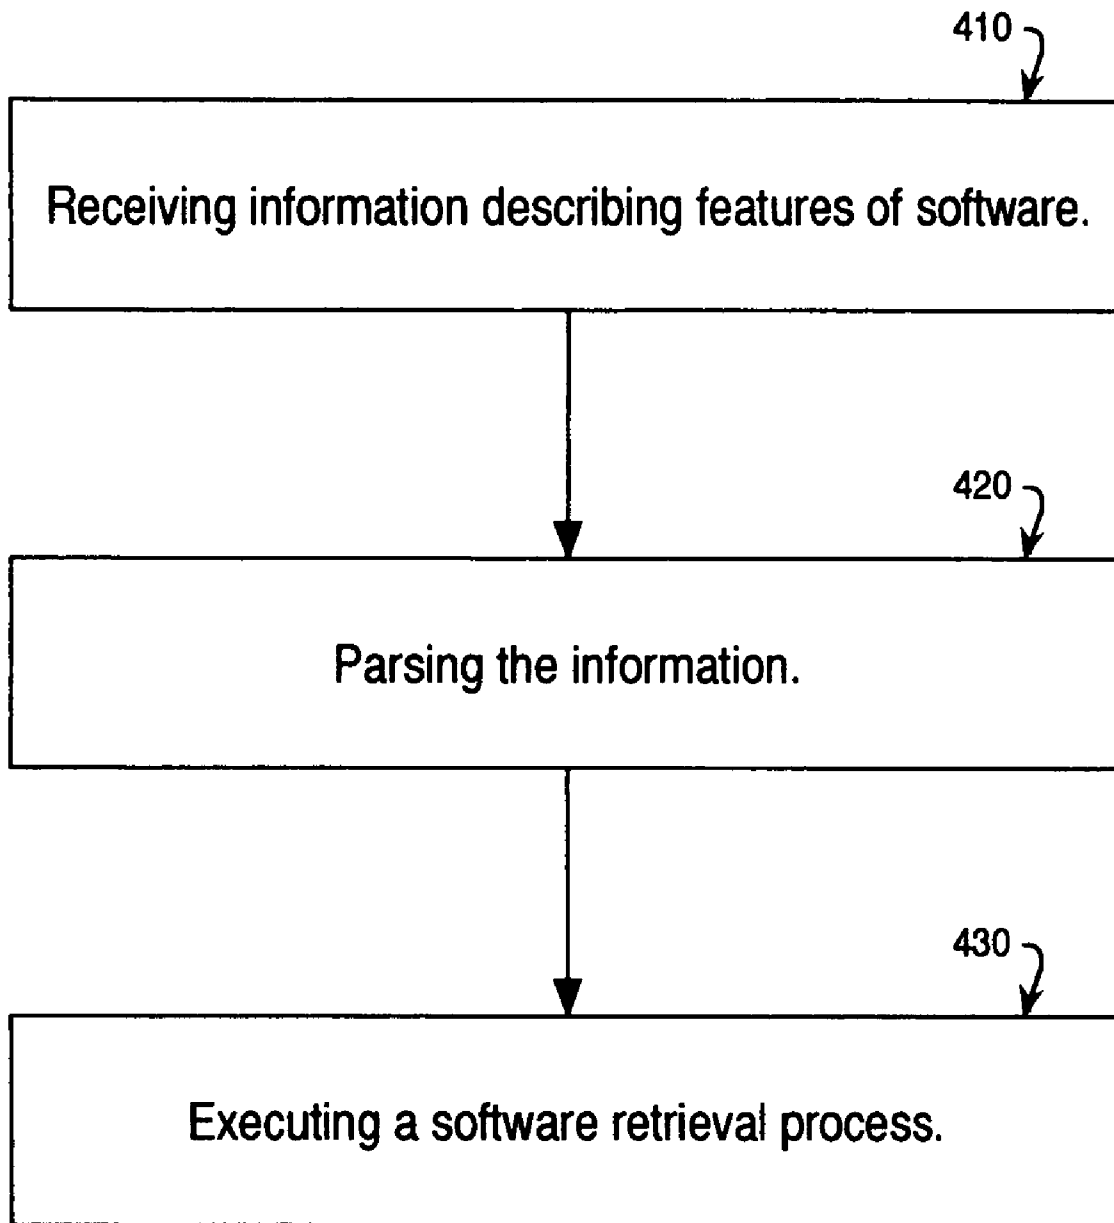 410
Receiving information describing features of software.
420
Parsing the information.
430
Executing a software retrieval process.